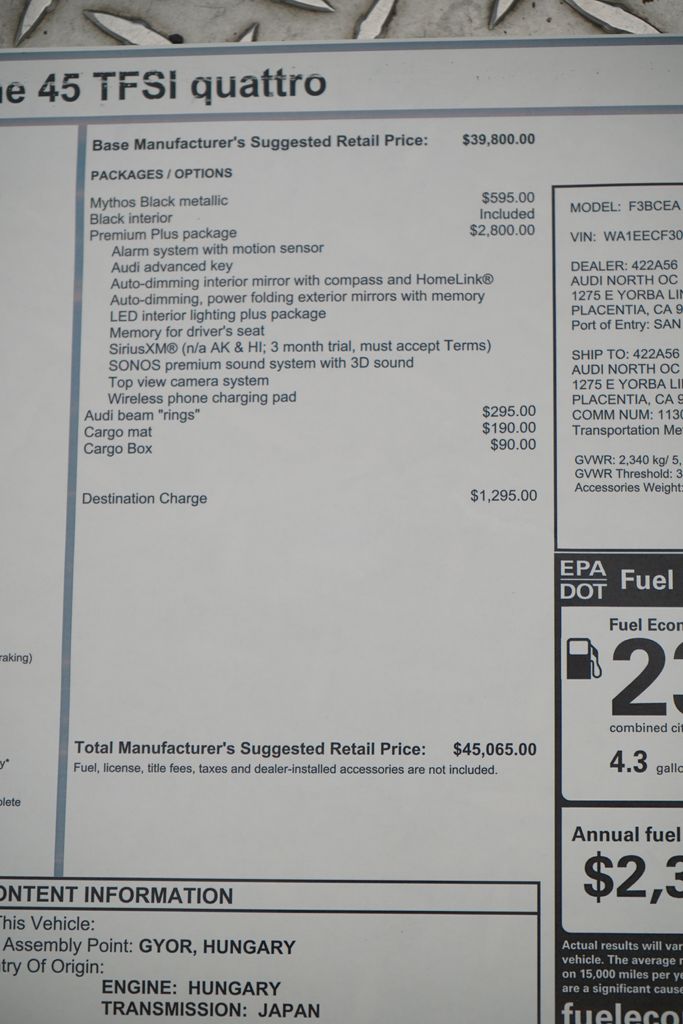 45 TFSI quattro
Base Manufacturer's Suggested Retail Price: $39,800.00
PACKAGES / OPTIONS
Mythos Black metallic $595.00
Black interior Included
Premium Plus package $2,800.00
Alarm system with motion sensor
Audi advanced key
Auto-dimming interior mirror with compass and HomeLink®
Auto-dimming, power folding exterior mirrors with memory
LED interior lighting plus package
Memory for driver's seat
SiriusXM® (n/a AK & HI; 3 month trial, must accept Terms)
SONOS premium sound system with 3D sound
Top view camera system
Wireless phone charging pad
Audi beam "rings" $295.00
Cargo mat $190.00
Cargo Box $90.00
Destination Charge $1,295.00
Total Manufacturer's Suggested Retail Price: $45,065.00
Fuel, license, title fees, taxes and dealer-installed accessories are not included.
raking)
y*
plete
MODEL: F3BCEA
VIN: WA1EECF30
DEALER: 422A56
AUDI NORTH OC
1275 E YORBA LI
PLACENTIA, CA 9
Port of Entry: SAN
SHIP TO: 422A56
AUDI NORTH OC
1275 E YORBA LI
PLACENTIA, CA 9
COMM NUM: 1130
Transportation Me
GVWR: 2,340 kg/ 5,
GVWR Threshold: 3
Accessories Weight:
EPA
DOT Fuel
Fuel Econ
23
combined cit
4.3 gallo
Annual fuel
$2,3
Actual results will var
vehicle. The average n
on 15,000 miles per ye
are a significant cause
fueleco
ONTENT INFORMATION
This Vehicle:
Assembly Point: GYOR, HUNGARY
try Of Origin:
ENGINE: HUNGARY
TRANSMISSION: JAPAN